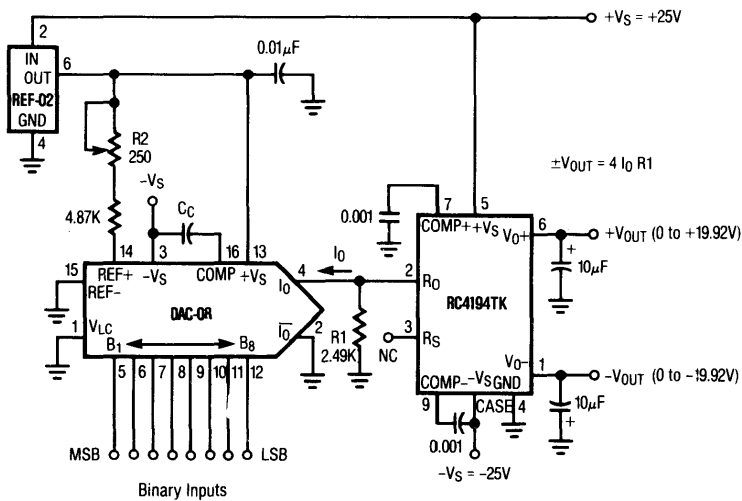 2
+VS = +25V
IN
OUT
6
REF-02
GND
4
0.01µF
R2
250
±VOUT = 4 IO R1
-VS
4.87K
CC
0.001
7
5
COMP+
+VS
VO+
6
+VOUT (0 to +19.92V)
+
10µF
14
3
16
13
15
REF+
-VS
COMP
+VS
REF-
IO
4
IO
2
RO
DAC-08
RC4194TK
1
VLC
IO
2
R1
2.49K
3
RS
NC
B1
B8
VO-
1
-VOUT (0 to -19.92V)
5
6
7
8
9
10
11
12
COMP-
-VS
GND
9
CASE
4
10µF
+
0.001
MSB
LSB
-VS = -25V
Binary Inputs